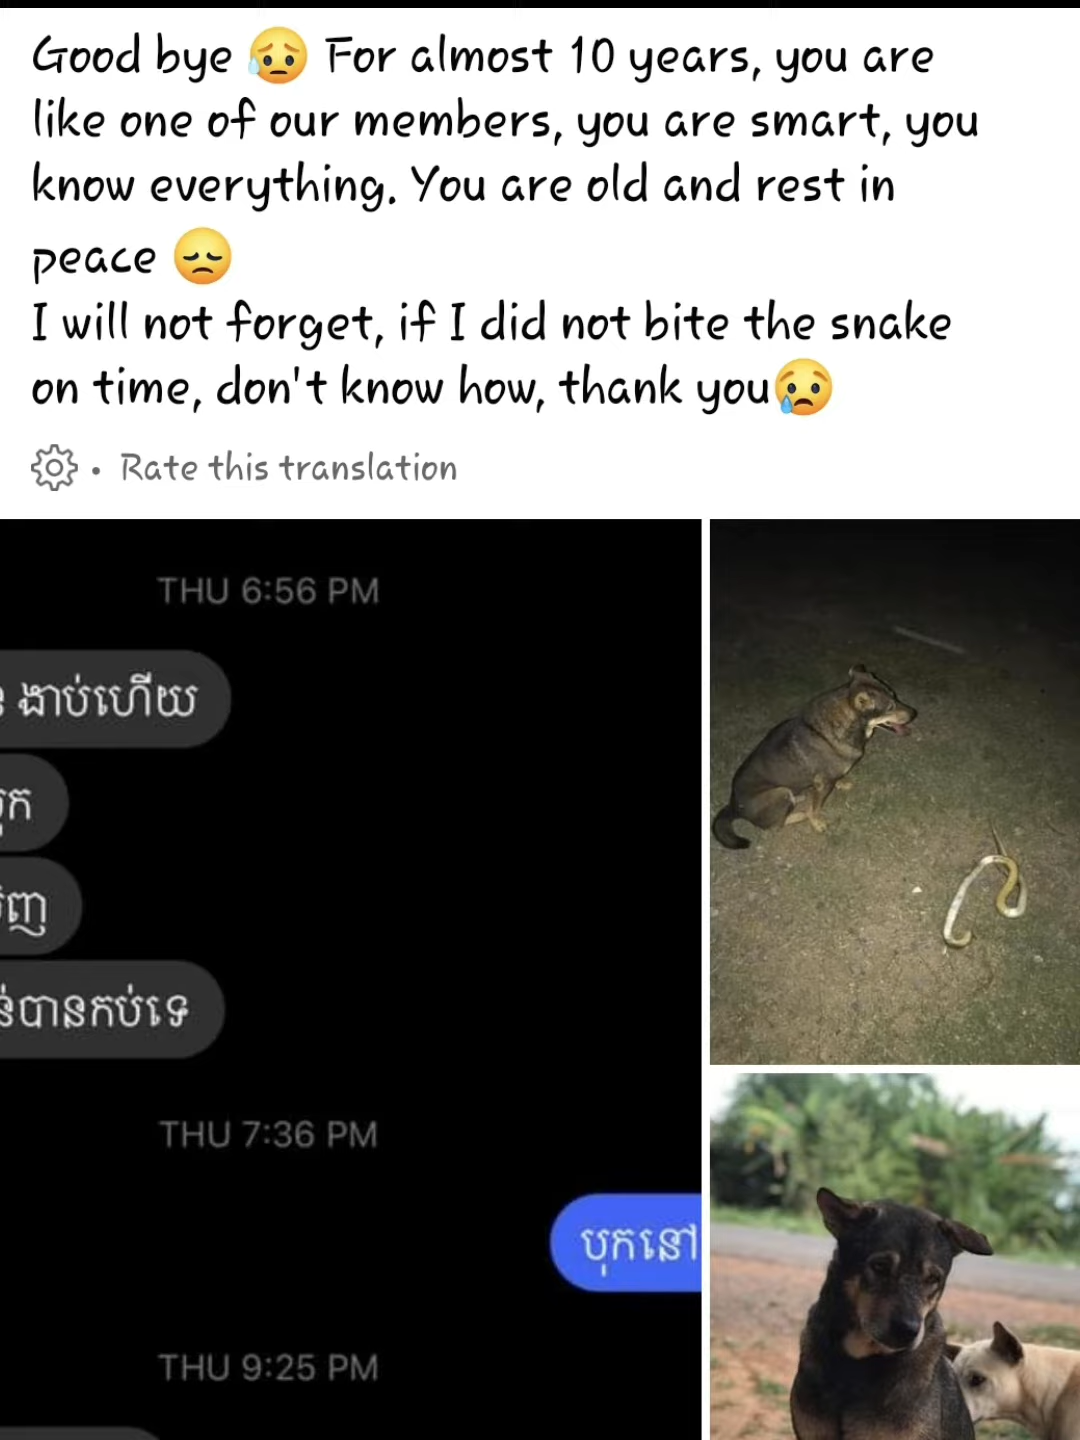 Good bye 😥 For almost 10 years, you are
like one of our members, you are smart, you
know everything. You are old and rest in
peace 😞
I will not forget, if I did not bite the snake
on time, don't know how, thank you😢
• Rate this translation
THU 6:56 PM
ងាប់ហើយ
THU 7:36 PM
បុកនៅ
THU 9:25 PM